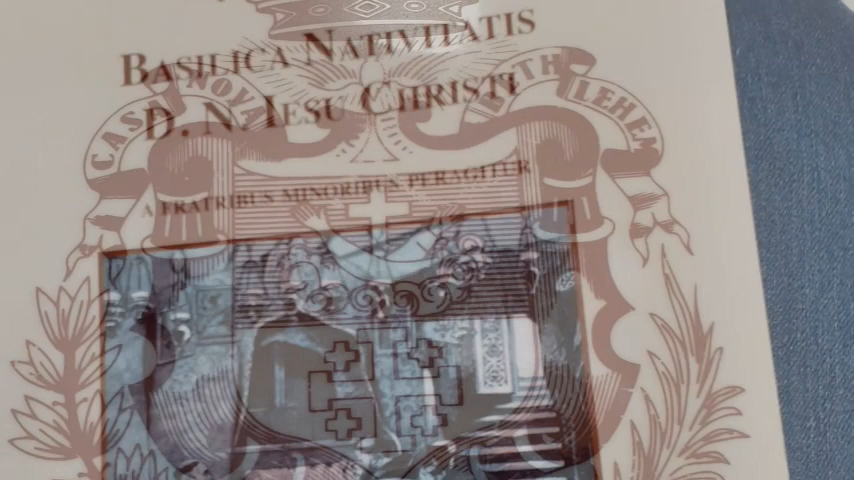 BASILICA NATIVITATIS
D. N. IESU CHRISTI
CASA NOVA BETHLEHEM
A FRATRIBUS MINORIBUS PERAGITUR